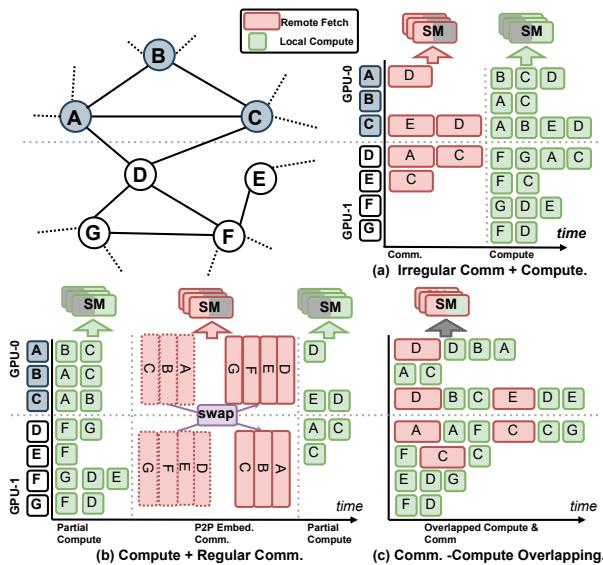 Remote Fetch
Local Compute
B
A
C
D
E
G
F
SM
SM
GPU-0
GPU-1
A D B C D
B A C
C E D A B E D
D A C F G A C
E C F C
F G D E
G F D
time
Comm. Compute
(a) Irregular Comm + Compute.
SM
SM
SM
SM
GPU-0
GPU-1
A B C
B A C
C A B
D F G
E F
F G D E
G F D
C B A
G F E D
swap
G F E D
C B A
D
E D
A C
C
time
Partial
Compute
P2P Embed.
Comm.
Partial
Compute
(b) Compute + Regular Comm.
D D B A
A C
D B C E D E
A A F C C G
F C C
E D G
F D
time
Overlapped Compute &
Comm
(c) Comm. -Compute Overlapping.